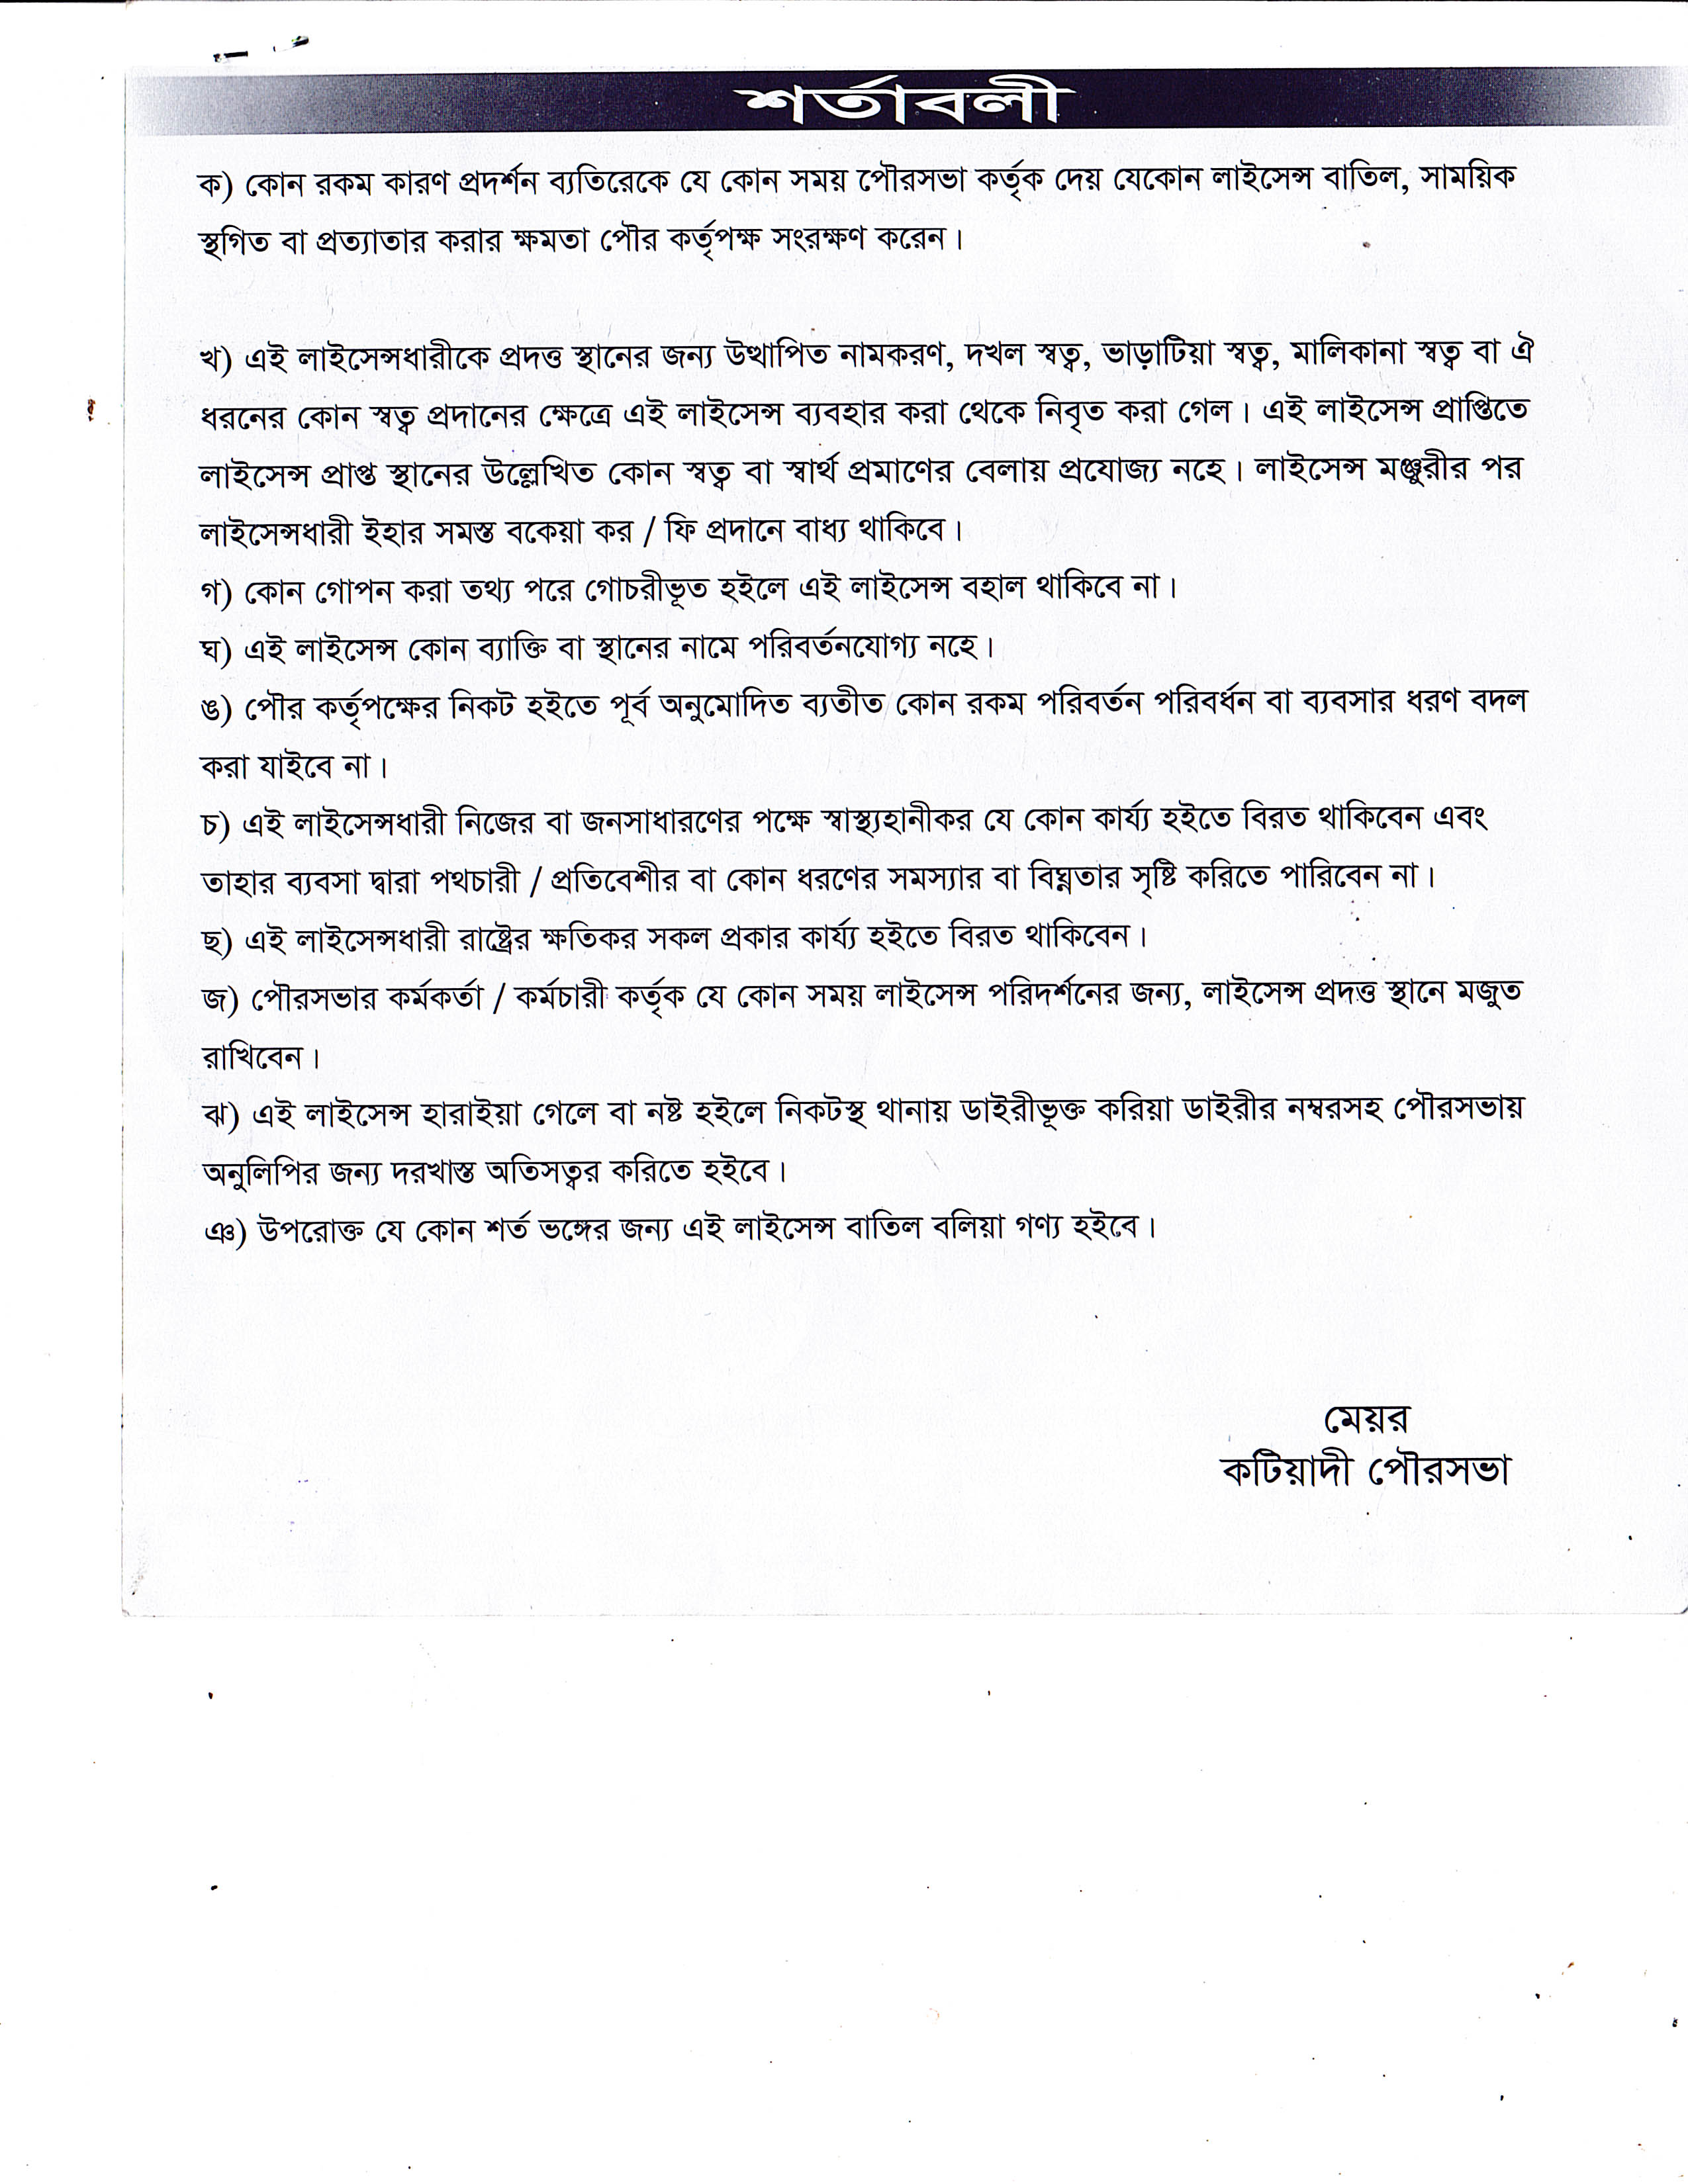 শর্তাবলী
ক) কোন রকম কারণ প্রদর্শন ব্যতিরেকে যে কোন সময় পৌরসভা কর্তৃক দেয় যেকোন লাইসেন্স বাতিল, সাময়িক
স্থগিত বা প্রত্যাতার করার ক্ষমতা পৌর কর্তৃপক্ষ সংরক্ষণ করেন।
খ) এই লাইসেন্সধারীকে প্রদত্ত স্থানের জন্য উত্থাপিত নামকরণ, দখল স্বত্ব, ভাড়াটিয়া স্বত্ব, মালিকানা স্বত্ব বা ঐ
ধরনের কোন স্বত্ব প্রদানের ক্ষেত্রে এই লাইসেন্স ব্যবহার করা থেকে নিবৃত করা গেল। এই লাইসেন্স প্রাপ্তিতে
লাইসেন্স প্রাপ্ত স্থানের উল্লেখিত কোন স্বত্ব বা স্বার্থ প্রমাণের বেলায় প্রযোজ্য নহে। লাইসেন্স মঞ্জুরীর পর
লাইসেন্সধারী ইহার সমস্ত বকেয়া কর / ফি প্রদানে বাধ্য থাকিবে।
গ) কোন গোপন করা তথ্য পরে গোচরীভূত হইলে এই লাইসেন্স বহাল থাকিবে না।
ঘ) এই লাইসেন্স কোন ব্যাক্তি বা স্থানের নামে পরিবর্তনযোগ্য নহে।
ঙ) পৌর কর্তৃপক্ষের নিকট হইতে পূর্ব অনুমোদিত ব্যতীত কোন রকম পরিবর্তন পরিবর্ধন বা ব্যবসার ধরণ বদল
করা যাইবে না।
চ) এই লাইসেন্সধারী নিজের বা জনসাধারণের পক্ষে স্বাস্থ্যহানীকর যে কোন কার্য্য হইতে বিরত থাকিবেন এবং
তাহার ব্যবসা দ্বারা পথচারী / প্রতিবেশীর বা কোন ধরণের সমস্যার বা বিঘ্নতার সৃষ্টি করিতে পারিবেন না।
ছ) এই লাইসেন্সধারী রাষ্ট্রের ক্ষতিকর সকল প্রকার কার্য্য হইতে বিরত থাকিবেন।
জ) পৌরসভার কর্মকর্তা / কর্মচারী কর্তৃক যে কোন সময় লাইসেন্স পরিদর্শনের জন্য, লাইসেন্স প্রদত্ত স্থানে মজুত
রাখিবেন।
ঝ) এই লাইসেন্স হারাইয়া গেলে বা নষ্ট হইলে নিকটস্থ থানায় ডাইরীভূক্ত করিয়া ডাইরীর নম্বরসহ পৌরসভায়
অনুলিপির জন্য দরখাস্ত অতিসত্বর করিতে হইবে।
ঞ) উপরোক্ত যে কোন শর্ত ভঙ্গের জন্য এই লাইসেন্স বাতিল বলিয়া গণ্য হইবে।
মেয়র
কটিয়াদী পৌরসভা